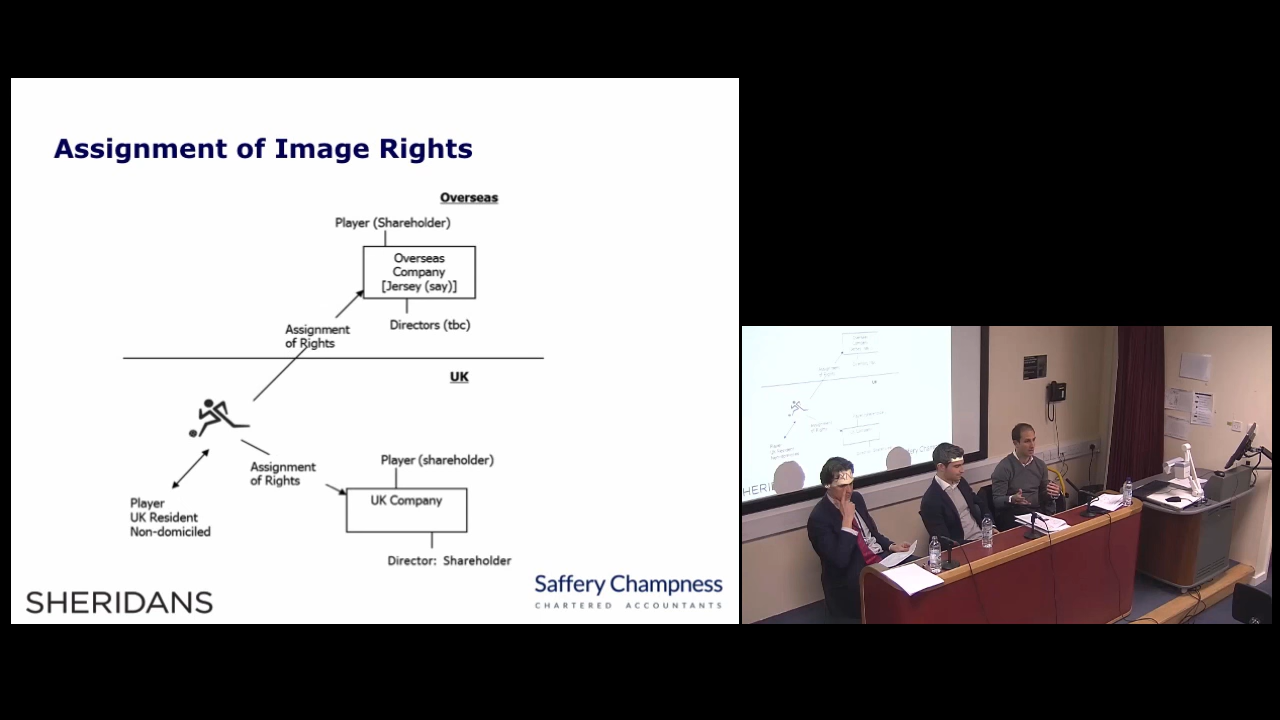 Assignment of Image Rights
Overseas
Player (Shareholder)
Overseas
Company
[Jersey (say)]
Directors (tbc)
Assignment
of Rights
UK
Assignment
of Rights
Player (shareholder)
UK Company
Director: Shareholder
Player
UK Resident
Non-domiciled
SHERIDANS
Saffery Champness
CHARTERED ACCOUNTANTS